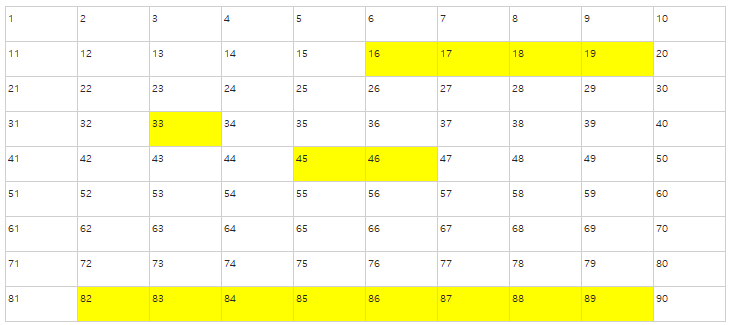 1 2 3 4 5 6 7 8 9 10
11 12 13 14 15 16 17 18 19 20
21 22 23 24 25 26 27 28 29 30
31 32 33 34 35 36 37 38 39 40
41 42 43 44 45 46 47 48 49 50
51 52 53 54 55 56 57 58 59 60
61 62 63 64 65 66 67 68 69 70
71 72 73 74 75 76 77 78 79 80
81 82 83 84 85 86 87 88 89 90